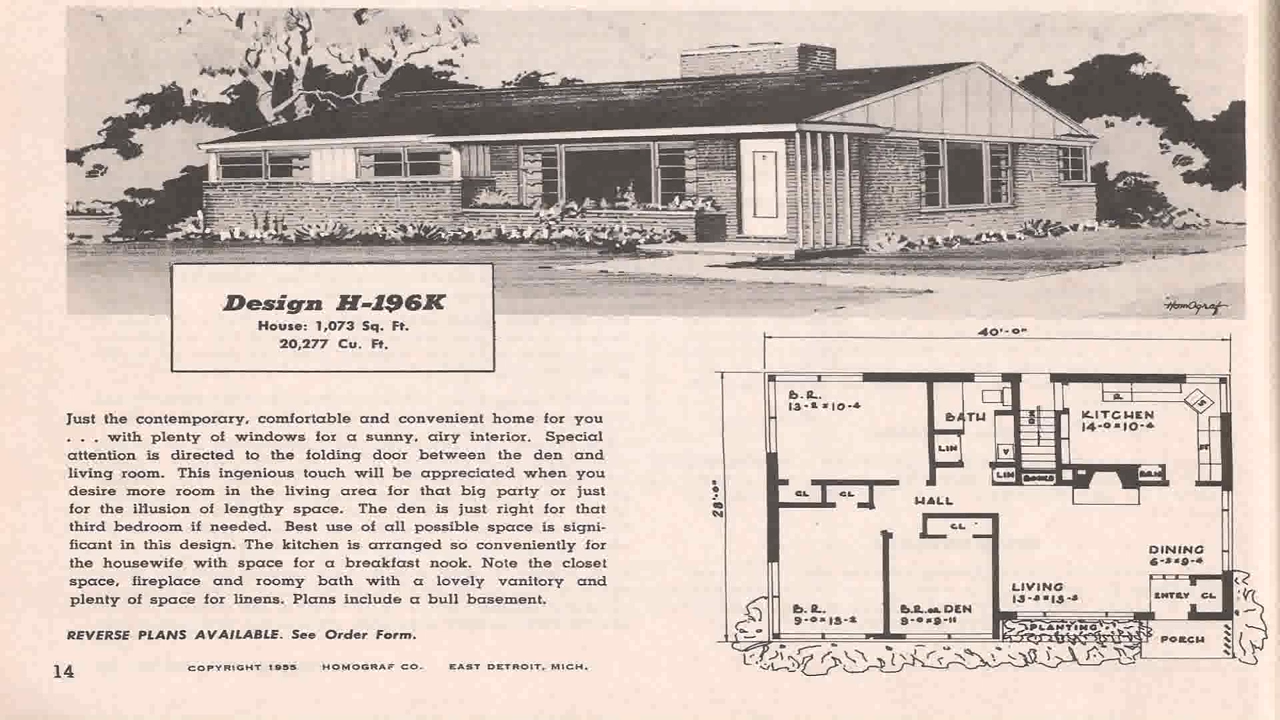 HomOgraf
Design H-196K
House: 1,073 Sq. Ft.
20,277 Cu. Ft.
Just the contemporary, comfortable and convenient home for you
. . . with plenty of windows for a sunny, airy interior. Special
attention is directed to the folding door between the den and
living room. This ingenious touch will be appreciated when you
desire more room in the living area for that big party or just
for the illusion of lengthy space. The den is just right for that
third bedroom if needed. Best use of all possible space is signi-
ficant in this design. The kitchen is arranged so conveniently for
the housewife with space for a breakfast nook. Note the closet
space, fireplace and roomy bath with a lovely vanitory and
plenty of space for linens. Plans include a bull basement.
REVERSE PLANS AVAILABLE. See Order Form.
14
COPYRIGHT 1955 HOMOGRAF CO. EAST DETROIT, MICH.
40'-0"
28'-0"
B.R.
13-2=10-4
BATH
LIN
LIN
BOOKS
DN
KITCHEN
14-0=10-4
R
S
V
CL
CL
HALL
CL
DINING
6-3=9-4
LIVING
ENTRY
CL
B.R.
9-0=13-2
B.R. OR DEN
9-0=9-11
PLANTING
PORCH